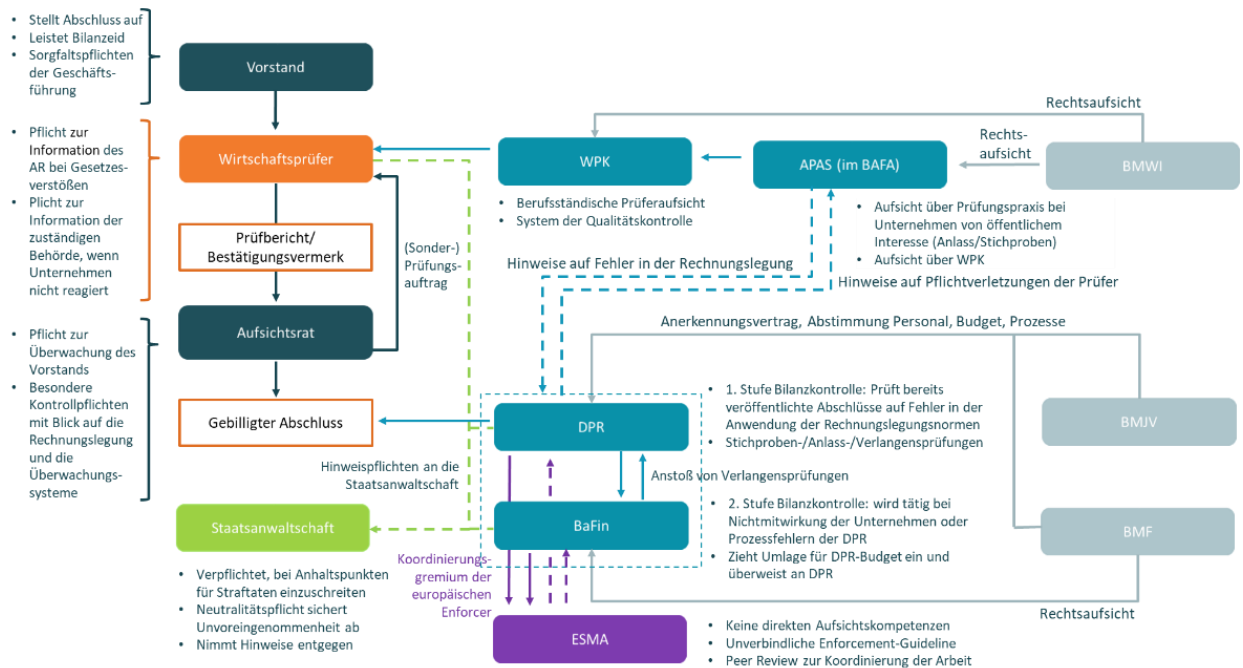 • Stellt Abschluss auf
• Leistet Bilanzeid
• Sorgfaltspflichten
der Geschäfts-
führung
Vorstand
• Pflicht zur
Information des
AR bei Gesetzes-
verstößen
• Plicht zur
Information der
zuständigen
Behörde, wenn
Unternehmen
nicht reagiert
Wirtschaftsprüfer
Prüfbericht/
Bestätigungsvermerk
(Sonder-)
Prüfungs-
auftrag
• Pflicht zur
Überwachung des
Vorstands
• Besondere
Kontrollpflichten
mit Blick auf die
Rechnungslegung
und die
Überwachungs-
systeme
Aufsichtsrat
Gebilligter Abschluss
Rechtsaufsicht
WPK
• Berufsständische Prüferaufsicht
• System der Qualitätskontrolle
APAS (im BAFA)
Rechts-
aufsicht
BMWI
• Aufsicht über Prüfungspraxis bei
Unternehmen von öffentlichem
Interesse (Anlass/Stichproben)
• Aufsicht über WPK
Hinweise auf Fehler in der Rechnungslegung
Hinweise auf Pflichtverletzungen der Prüfer
Anerkennungsvertrag, Abstimmung Personal, Budget, Prozesse
DPR
• 1. Stufe Bilanzkontrolle: Prüft bereits
veröffentlichte Abschlüsse auf Fehler in der
Anwendung der Rechnungslegungsnormen
• Stichproben-/Anlass-/Verlangensprüfungen
BMJV
Hinweispflichten an die
Staatsanwaltschaft
Anstoß von Verlangensprüfungen
Staatsanwaltschaft
• Verpflichtet, bei Anhaltspunkten
für Straftaten einzuschreiten
• Neutralitätspflicht sichert
Unvoreingenommenheit ab
• Nimmt Hinweise entgegen
BaFin
• 2. Stufe Bilanzkontrolle: wird tätig bei
Nichtmitwirkung der Unternehmen oder
Prozessfehlern der DPR
• Zieht Umlage für DPR-Budget ein und
überweist an DPR
BMF
Koordinierungs-
gremium der
europäischen
Enforcer
Rechtsaufsicht
ESMA
• Keine direkten Aufsichtskompetenzen
• Unverbindliche Enforcement-Guideline
• Peer Review zur Koordinierung der Arbeit